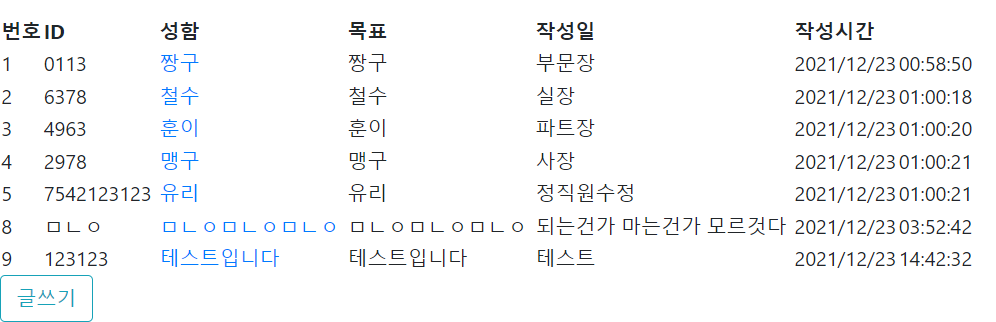 번호 ID 성함 목표 작성일 작성시간
1 0113 짱구 짱구 부문장 2021/12/23 00:58:50
2 6378 철수 철수 실장 2021/12/23 01:00:18
3 4963 훈이 훈이 파트장 2021/12/23 01:00:20
4 2978 맹구 맹구 사장 2021/12/23 01:00:21
5 7542123123 유리 유리 정직원수정 2021/12/23 01:00:21
8 ㅁㄴㅇ ㅁㄴㅇㅁㄴㅇㅁㄴㅇ ㅁㄴㅇㅁㄴㅇㅁㄴㅇ 되는건가 마는건가 모르것다 2021/12/23 03:52:42
9 123123 테스트입니다 테스트입니다 테스트 2021/12/23 14:42:32
글쓰기